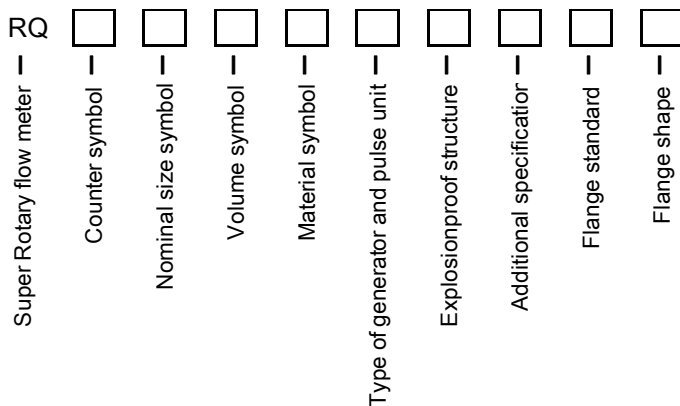 RQ
Super Rotary flow meter
Counter symbol
Nominal size symbol
Volume symbol
Material symbol
Type of generator and pulse unit
Explosionproof structure
Additional specification
Flange standard
Flange shape